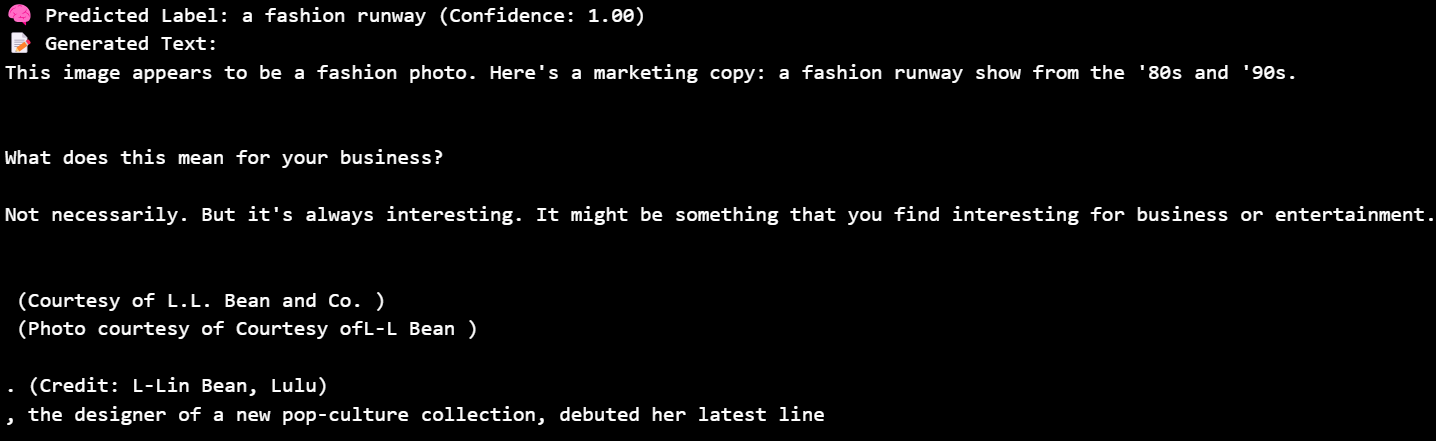 🧠 Predicted Label: a fashion runway (Confidence: 1.00)
📝 Generated Text:
This image appears to be a fashion photo. Here's a marketing copy: a fashion runway show from the '80s and '90s.
What does this mean for your business?
Not necessarily. But it's always interesting. It might be something that you find interesting for business or entertainment.
(Courtesy of L.L. Bean and Co. )
(Photo courtesy of Courtesy ofL-L Bean )
. (Credit: L-Lin Bean, Lulu)
, the designer of a new pop-culture collection, debuted her latest line